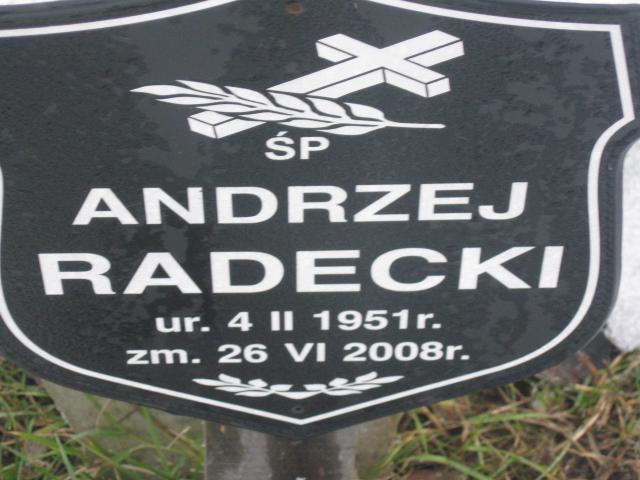 ŚP
ANDRZEJ
RADECKI
ur. 4 II 1951r.
zm. 26 VI 2008r.